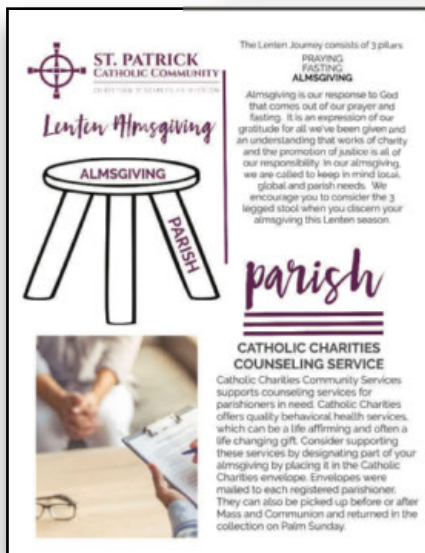 ST. PATRICK
CATHOLIC COMMUNITY
Lenten Almsgiving
ALMSGIVING
PARISH
The Lenten Journey consists of 3 pillars
PRAYING
FASTING
ALMSGIVING
Almsgiving is our response to God
that comes out of our prayer and
fasting. It is an expression of our
gratitude for all we've been given and
an understanding that works of charity
and the promotion of justice is all of
our responsibility. In our almsgiving,
we are called to keep in mind local,
global and parish needs. We
encourage you to consider the 3
legged stool when you discern your
almsgiving this Lenten season.
parish
CATHOLIC CHARITIES
COUNSELING SERVICE
Catholic Charities Community Services
supports counseling services for
parishioners in need. Catholic Charities
offers quality behavioral health services,
which can be a life affirming and often a
life changing gift. Consider supporting
these services by designating part of your
almsgiving by placing it in the Catholic
Charities envelope. Envelopes were
mailed to each registered parishioner.
They can also be picked up before or after
Mass and Communion and returned in the
collection on Palm Sunday.